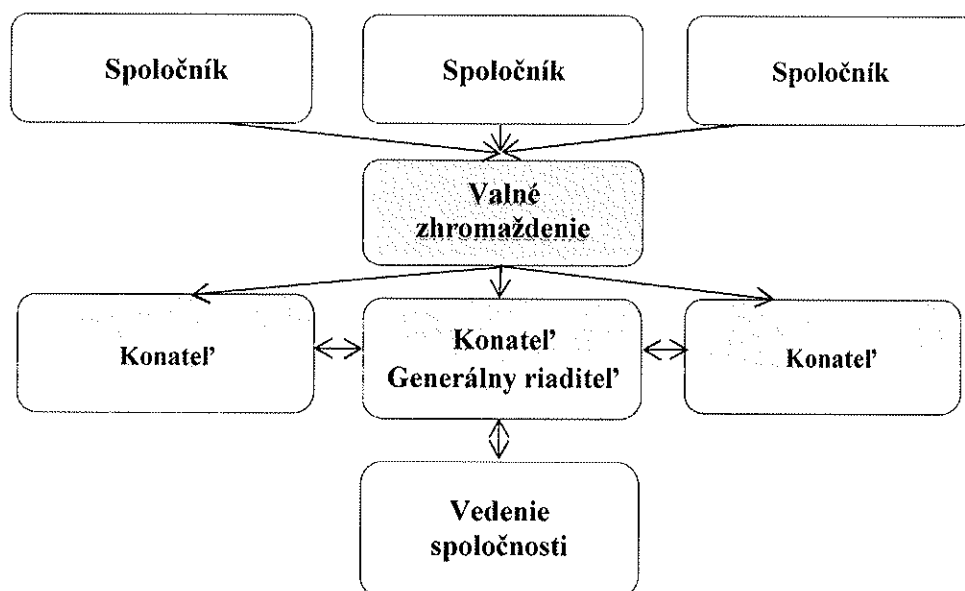 Spoločník
Spoločník
Spoločník
Valné
zhromaždenie
Konateľ
Konateľ
Generálny riaditeľ
Konateľ
Vedenie
spoločnosti